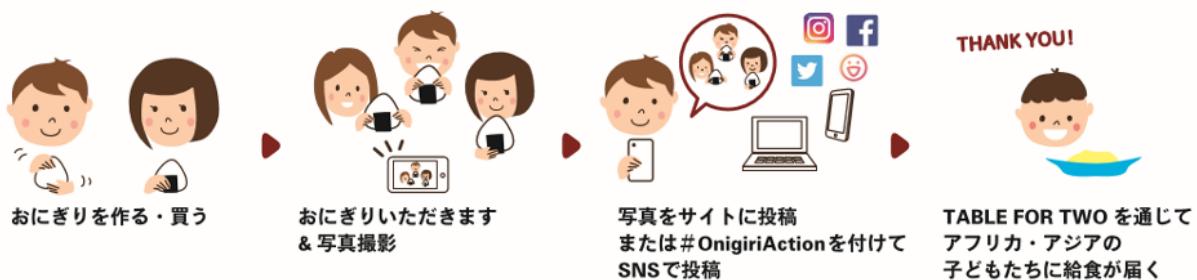 THANK YOU!
おにぎりを作る・買う
おにぎりいただきます
& 写真撮影
写真をサイトに投稿
または#OnigiriActionを付けて
SNSで投稿
TABLE FOR TWO を通じて
アフリカ・アジアの
子どもたちに給食が届く